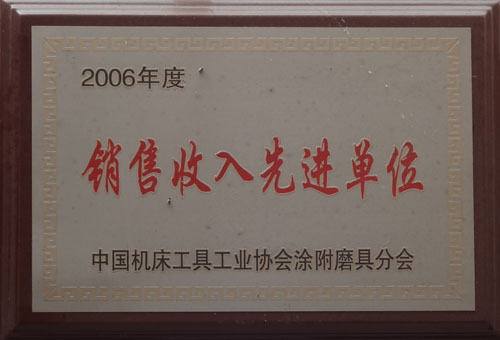 2006年度
销售收入先进单位
中国机床工具工业协会涂附磨具分会